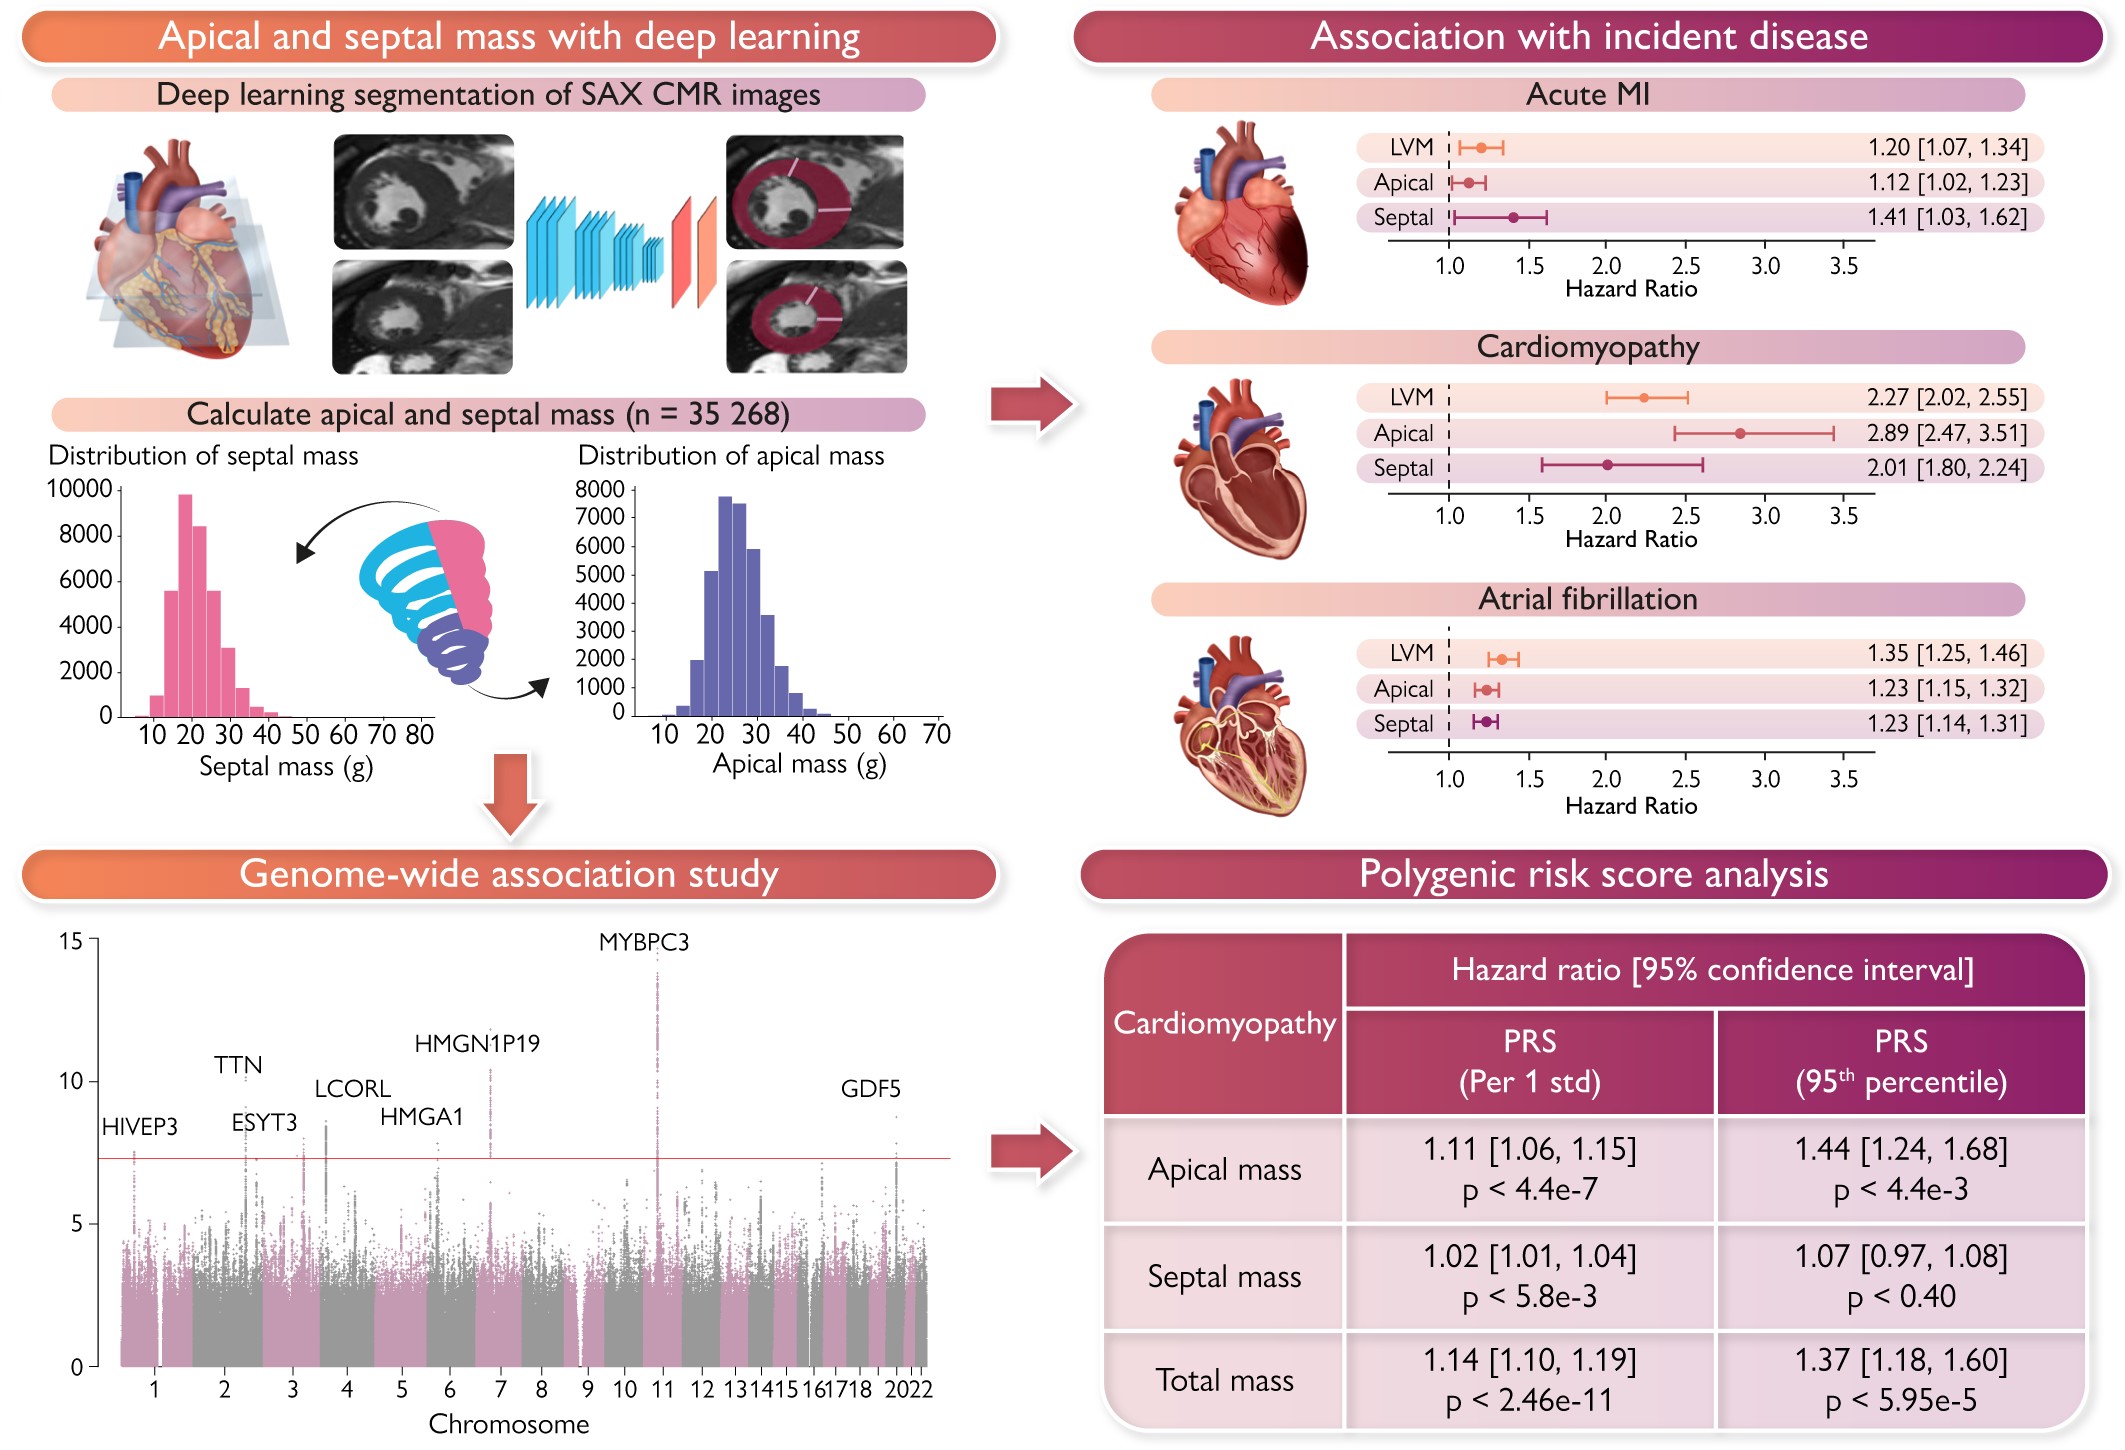 Apical and septal mass with deep learning
Deep learning segmentation of SAX CMR images
Calculate apical and septal mass (n = 35 268)
Distribution of septal mass
10000
8000
6000
4000
2000
0
10 20 30 40 50 60 70 80
Septal mass (g)
Distribution of apical mass
8000
7000
6000
5000
4000
3000
2000
1000
0
10 20 30 40 50 60 70
Apical mass (g)
Association with incident disease
Acute MI
LVM 1.20 [1.07, 1.34]
Apical 1.12 [1.02, 1.23]
Septal 1.41 [1.03, 1.62]
1.0 1.5 2.0 2.5 3.0 3.5
Hazard Ratio
Cardiomyopathy
LVM 2.27 [2.02, 2.55]
Apical 2.89 [2.47, 3.51]
Septal 2.01 [1.80, 2.24]
1.0 1.5 2.0 2.5 3.0 3.5
Hazard Ratio
Atrial fibrillation
LVM 1.35 [1.25, 1.46]
Apical 1.23 [1.15, 1.32]
Septal 1.23 [1.14, 1.31]
1.0 1.5 2.0 2.5 3.0 3.5
Hazard Ratio
Genome-wide association study
15
10
5
0
MYBPC3
HMGN1P19
TTN
LCORL
GDF5
HMGA1
ESYT3
HIVEP3
1 2 3 4 5 6 7 8 9 10 11 12 13 14 15 16 17 18 20 22
Chromosome
Polygenic risk score analysis
Cardiomyopathy
Hazard ratio [95% confidence interval]
PRS
(Per 1 std)
PRS
(95th percentile)
Apical mass
1.11 [1.06, 1.15]
p < 4.4e-7
1.44 [1.24, 1.68]
p < 4.4e-3
Septal mass
1.02 [1.01, 1.04]
p < 5.8e-3
1.07 [0.97, 1.08]
p < 0.40
Total mass
1.14 [1.10, 1.19]
p < 2.46e-11
1.37 [1.18, 1.60]
p < 5.95e-5